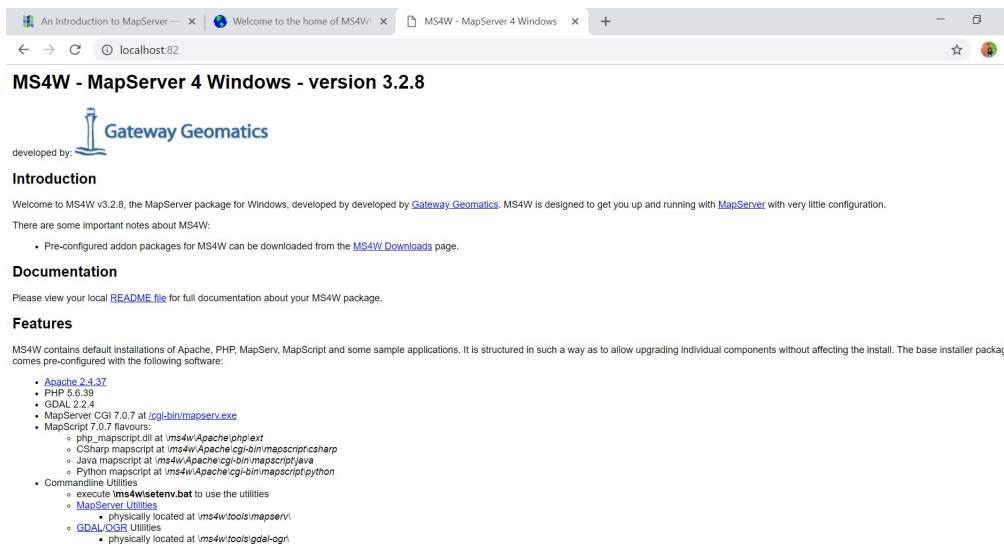 An Introduction to MapServer —
Welcome to the home of MS4W!
MS4W - MapServer 4 Windows
localhost:82
MS4W - MapServer 4 Windows - version 3.2.8
Gateway Geomatics
developed by:
Introduction
Welcome to MS4W v3.2.8, the MapServer package for Windows, developed by developed by Gateway Geomatics. MS4W is designed to get you up and running with MapServer with very little configuration.
There are some important notes about MS4W:
• Pre-configured addon packages for MS4W can be downloaded from the MS4W Downloads page.
Documentation
Please view your local README file for full documentation about your MS4W package.
Features
MS4W contains default installations of Apache, PHP, MapServ, MapScript and some sample applications. It is structured in such a way as to allow upgrading individual components without affecting the install. The base installer packag
comes pre-configured with the following software:
• Apache 2.4.37
• PHP 5.6.39
• GDAL 2.2.4
• MapServer CGI 7.0.7 at /cgi-bin/mapserv.exe
• MapScript 7.0.7 flavours:
◦ php_mapscript.dll at \ms4w\Apache\php\ext
◦ CSharp mapscript at \ms4w\Apache\cgi-bin\mapscript\csharp
◦ Java mapscript at \ms4w\Apache\cgi-bin\mapscript\java
◦ Python mapscript at \ms4w\Apache\cgi-bin\mapscript\python
• Commandline Utilities
◦ execute \ms4w\setenv.bat to use the utilities
◦ MapServer Utilities
▪ physically located at \ms4w\tools\mapserv\
◦ GDAL/OGR Utilities
▪ physically located at \ms4w\tools\gdal-ogr\